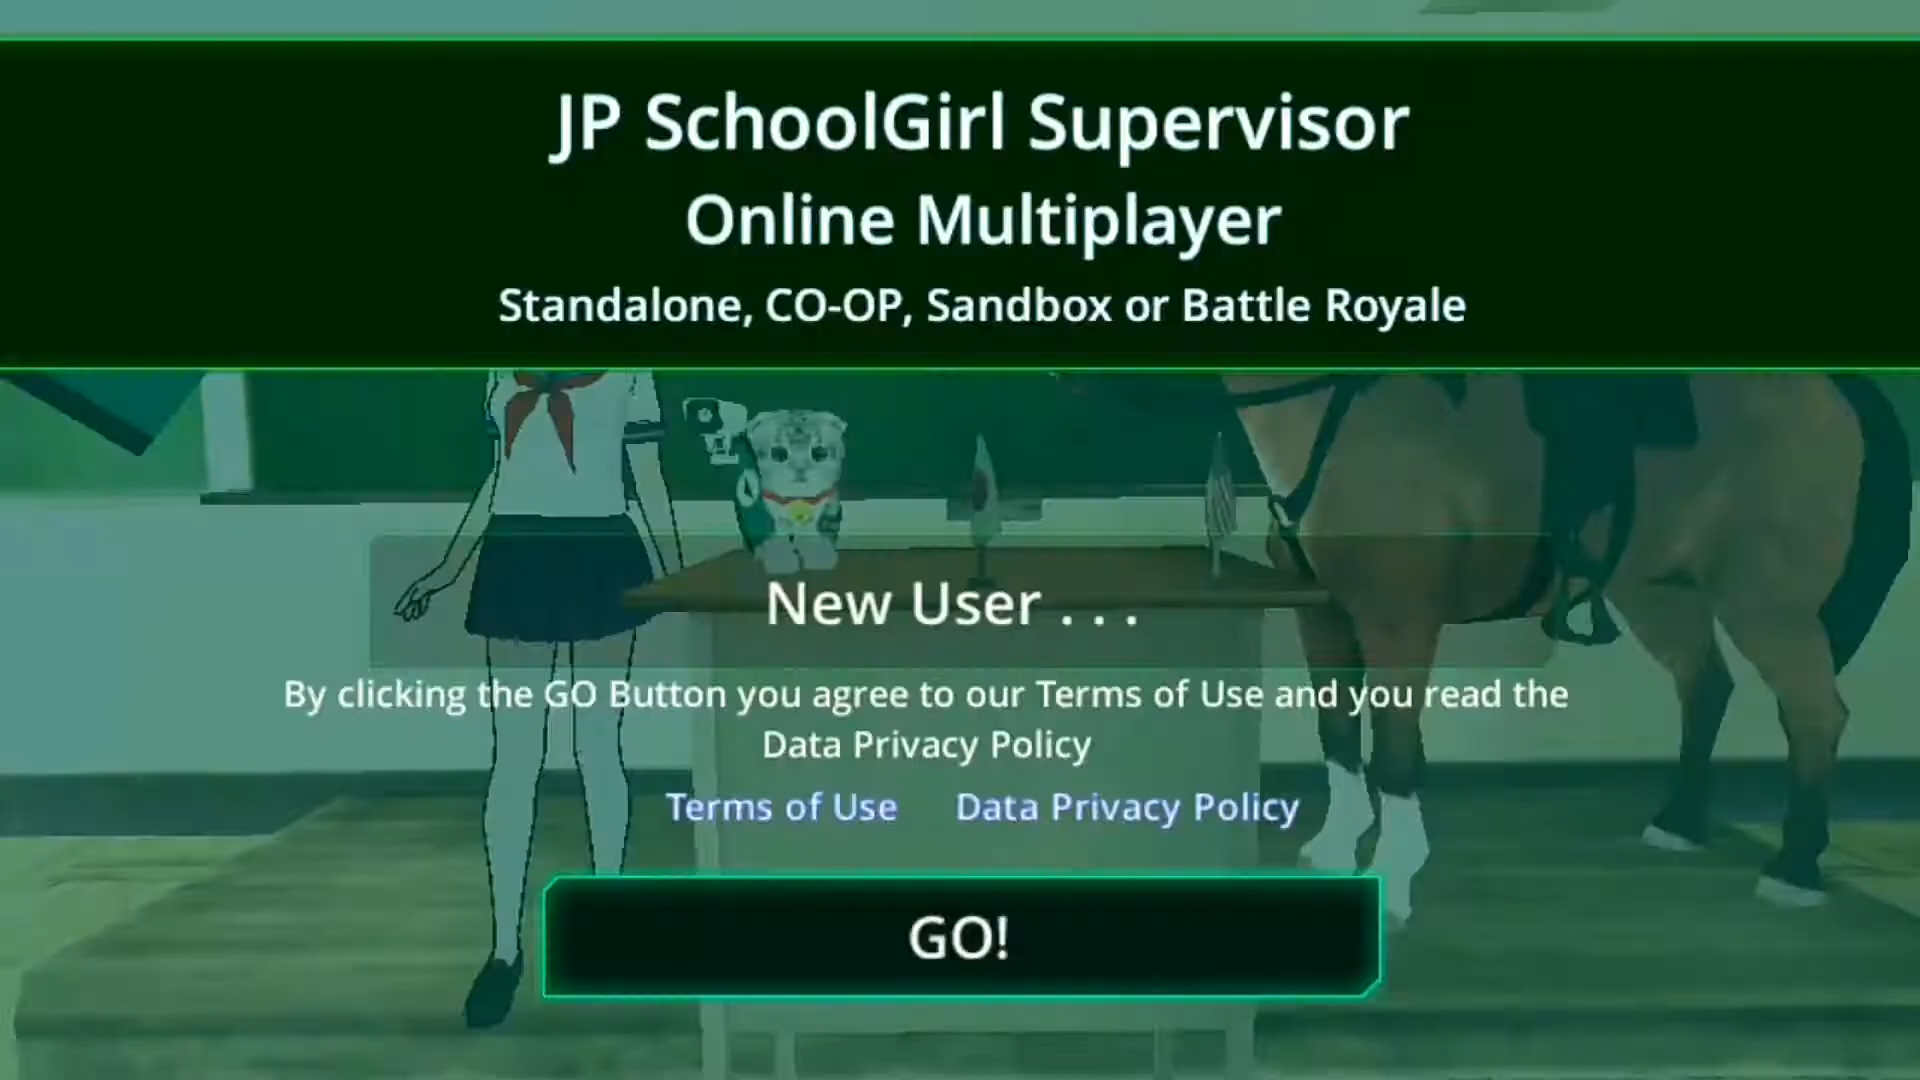 JP SchoolGirl Supervisor
Online Multiplayer
Standalone, CO-OP, Sandbox or Battle Royale
New User . . .
By clicking the GO Button you agree to our Terms of Use and you read the
Data Privacy Policy
Terms of Use Data Privacy Policy
GO!